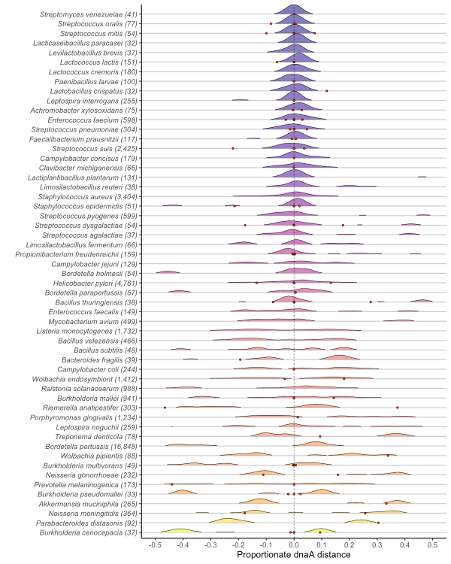 Streptomyces venezuelae (41)
Streptococcus oralis (77)
Streptococcus mitis (54)
Lacticaseibacillus paracasei (32)
Levilactobacillus brevis (37)
Lactococcus lactis (151)
Lactococcus cremoris (180)
Paenibacillus larvae (100)
Lactobacillus crispatus (32)
Leptospira interrogans (255)
Achromobacter xylosoxidans (75)
Enterococcus faecium (598)
Streptococcus pneumoniae (304)
Faecalibacterium prausnitzii (117)
Streptococcus suis (2,425)
Campylobacter concisus (179)
Clavibacter michiganensis (66)
Lactiplantibacillus plantarum (131)
Limosilactobacillus reuteri (38)
Staphylococcus aureus (3,404)
Staphylococcus epidermidis (51)
Streptococcus pyogenes (599)
Streptococcus dysgalactiae (54)
Streptococcus agalactiae (37)
Limosilactobacillus fermentum (66)
Propionibacterium freudenreichii (159)
Campylobacter jejuni (129)
Bordetella holmesii (54)
Helicobacter pylori (4,761)
Bordetella parapertussis (57)
Bacillus thuringiensis (38)
Enterococcus faecalis (149)
Mycobacterium avium (499)
Listeria monocytogenes (1,732)
Bacillus velezensis (466)
Bacillus subtilis (48)
Bacteroides fragilis (39)
Campylobacter coli (244)
Wolbachia endosymbiont (1,412)
Ralstonia solanacearum (988)
Burkholderia mallei (941)
Riemerella anatipestifer (303)
Porphyromonas gingivalis (1,234)
Leptospira noguchii (259)
Treponema denticola (78)
Bordetella pertussis (16,848)
Wolbachia pipientis (88)
Burkholderia multivorans (49)
Neisseria gonorrhoeae (232)
Prevotella melaninogenica (173)
Burkholderia pseudomallei (53)
Akkermansia muciniphila (265)
Neisseria meningitidis (364)
Parabacteroides distasonis (92)
Burkholderia cenocepacia (37)
-0.5 -0.4 -0.3 -0.2 -0.1 0.0 0.1 0.2 0.3 0.4 0.5
Proportionate dnaA distance